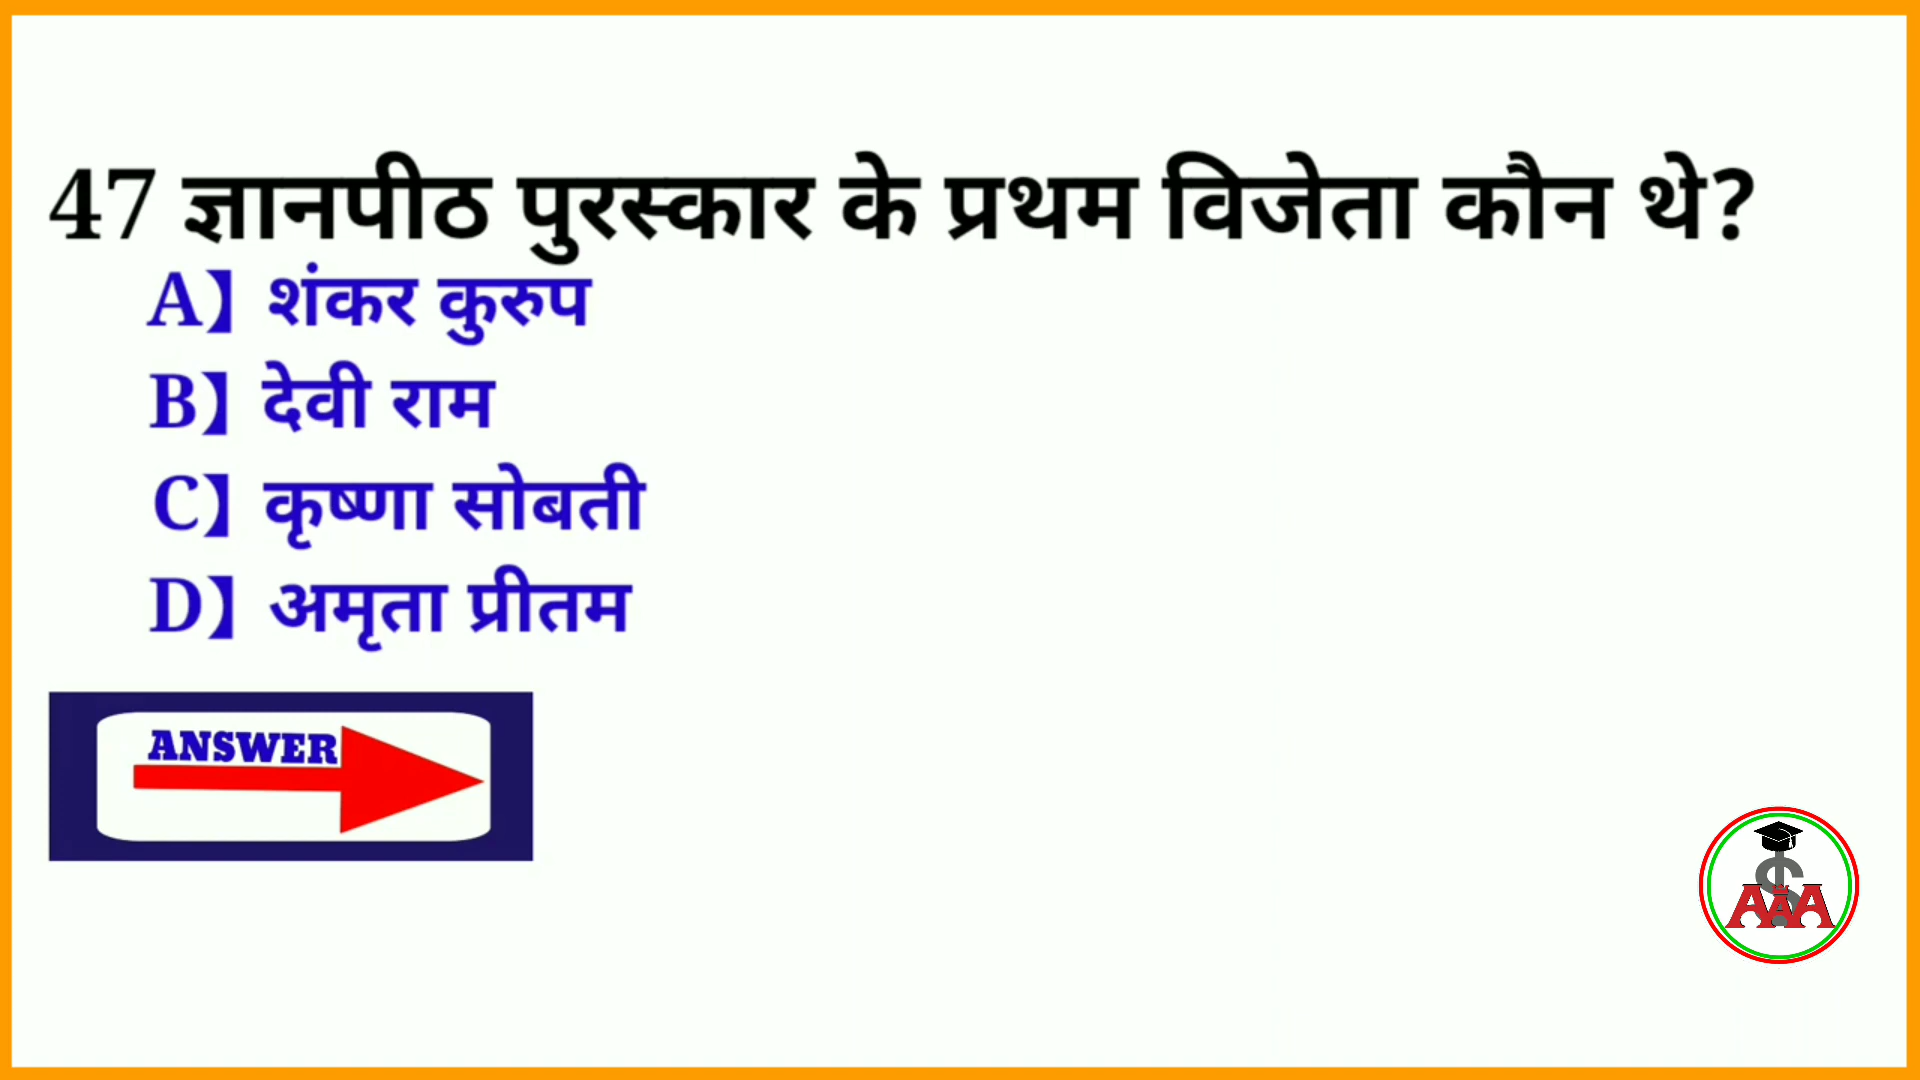 47 ज्ञानपीठ पुरस्कार के प्रथम विजेता कौन थे?
A】शंकर कुरुप
B】देवी राम
C】कृष्णा सोबती
D】अमृता प्रीतम
ANSWER